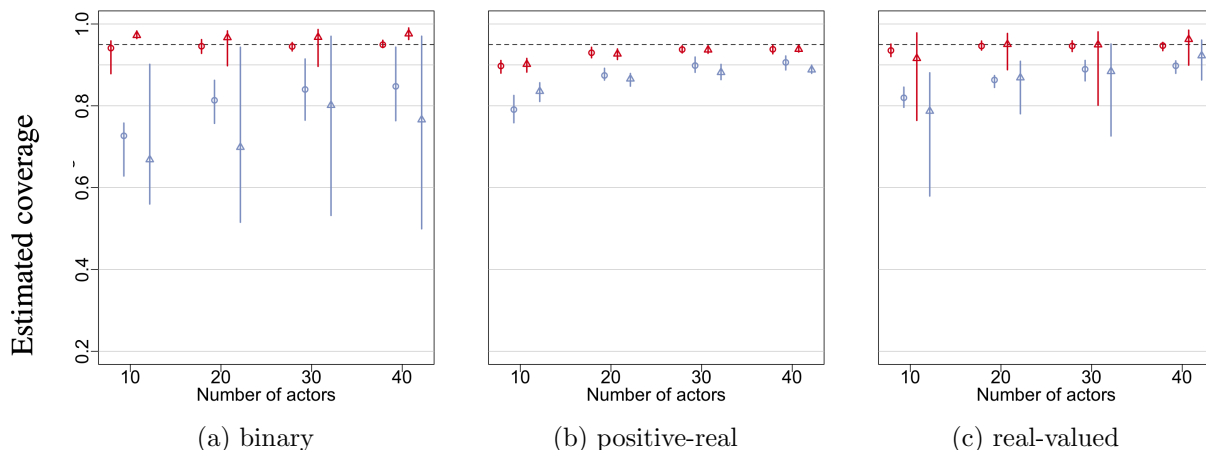 Estimated coverage
1.0
0.8
0.6
0.4
0.2
10 20 30 40
Number of actors
(a) binary
10 20 30 40
Number of actors
(b) positive-real
10 20 30 40
Number of actors
(c) real-valued